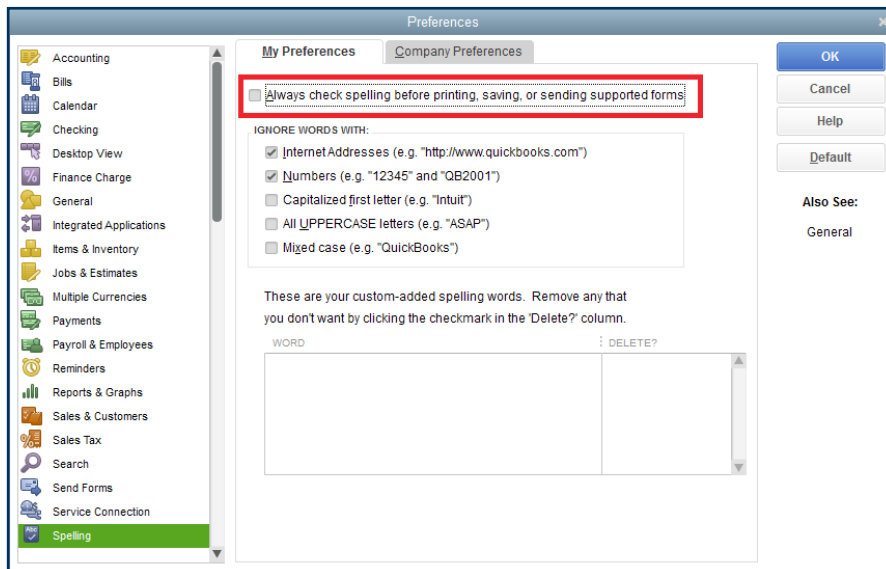 Preferences
Accounting
Bills
Calendar
Checking
Desktop View
Finance Charge
General
Integrated Applications
Items & Inventory
Jobs & Estimates
Multiple Currencies
Payments
Payroll & Employees
Reminders
Reports & Graphs
Sales & Customers
Sales Tax
Search
Send Forms
Service Connection
Abc
Spelling
My Preferences
Company Preferences
Always check spelling before printing, saving, or sending supported forms
IGNORE WORDS WITH:
Internet Addresses (e.g. "http://www.quickbooks.com")
Numbers (e.g. "12345" and "QB2001")
Capitalized first letter (e.g. "Intuit")
All UPPERCASE letters (e.g. "ASAP")
Mixed case (e.g. "QuickBooks")
These are your custom-added spelling words. Remove any that
you don't want by clicking the checkmark in the 'Delete?' column.
WORD
DELETE?
OK
Cancel
Help
Default
Also See:
General